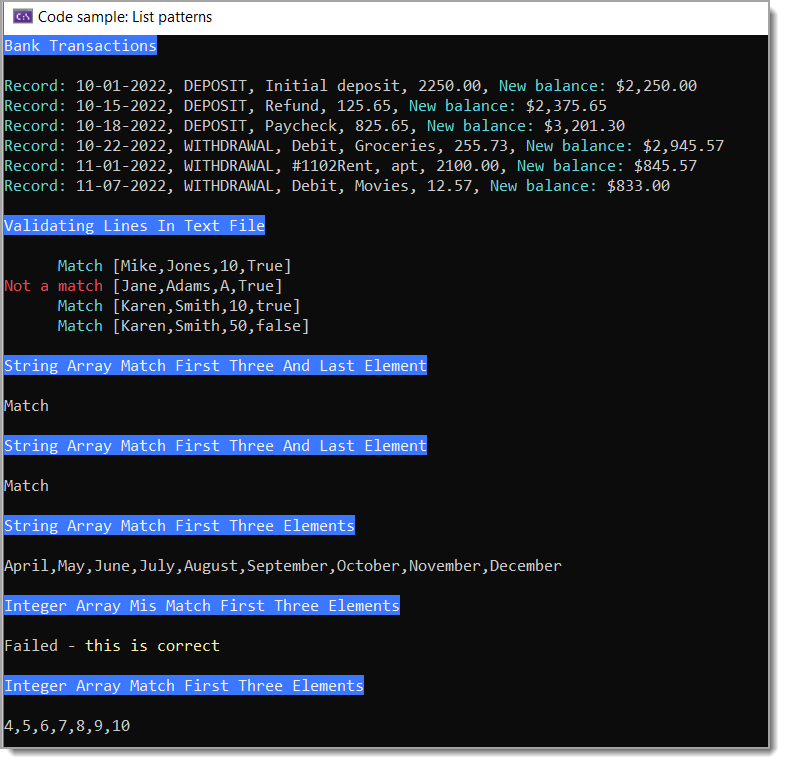 C:\ Code sample: List patterns
Bank Transactions
Record: 10-01-2022, DEPOSIT, Initial deposit, 2250.00, New balance: $2,250.00
Record: 10-15-2022, DEPOSIT, Refund, 125.65, New balance: $2,375.65
Record: 10-18-2022, DEPOSIT, Paycheck, 825.65, New balance: $3,201.30
Record: 10-22-2022, WITHDRAWAL, Debit, Groceries, 255.73, New balance: $2,945.57
Record: 11-01-2022, WITHDRAWAL, #1102Rent, apt, 2100.00, New balance: $845.57
Record: 11-07-2022, WITHDRAWAL, Debit, Movies, 12.57, New balance: $833.00
Validating Lines In Text File
Match [Mike,Jones,10,True]
Not a match [Jane,Adams,A,True]
Match [Karen,Smith,10,true]
Match [Karen,Smith,50,false]
String Array Match First Three And Last Element
Match
String Array Match First Three And Last Element
Match
String Array Match First Three Elements
April,May,June,July,August,September,October,November,December
Integer Array Mis Match First Three Elements
Failed - this is correct
Integer Array Match First Three Elements
4,5,6,7,8,9,10